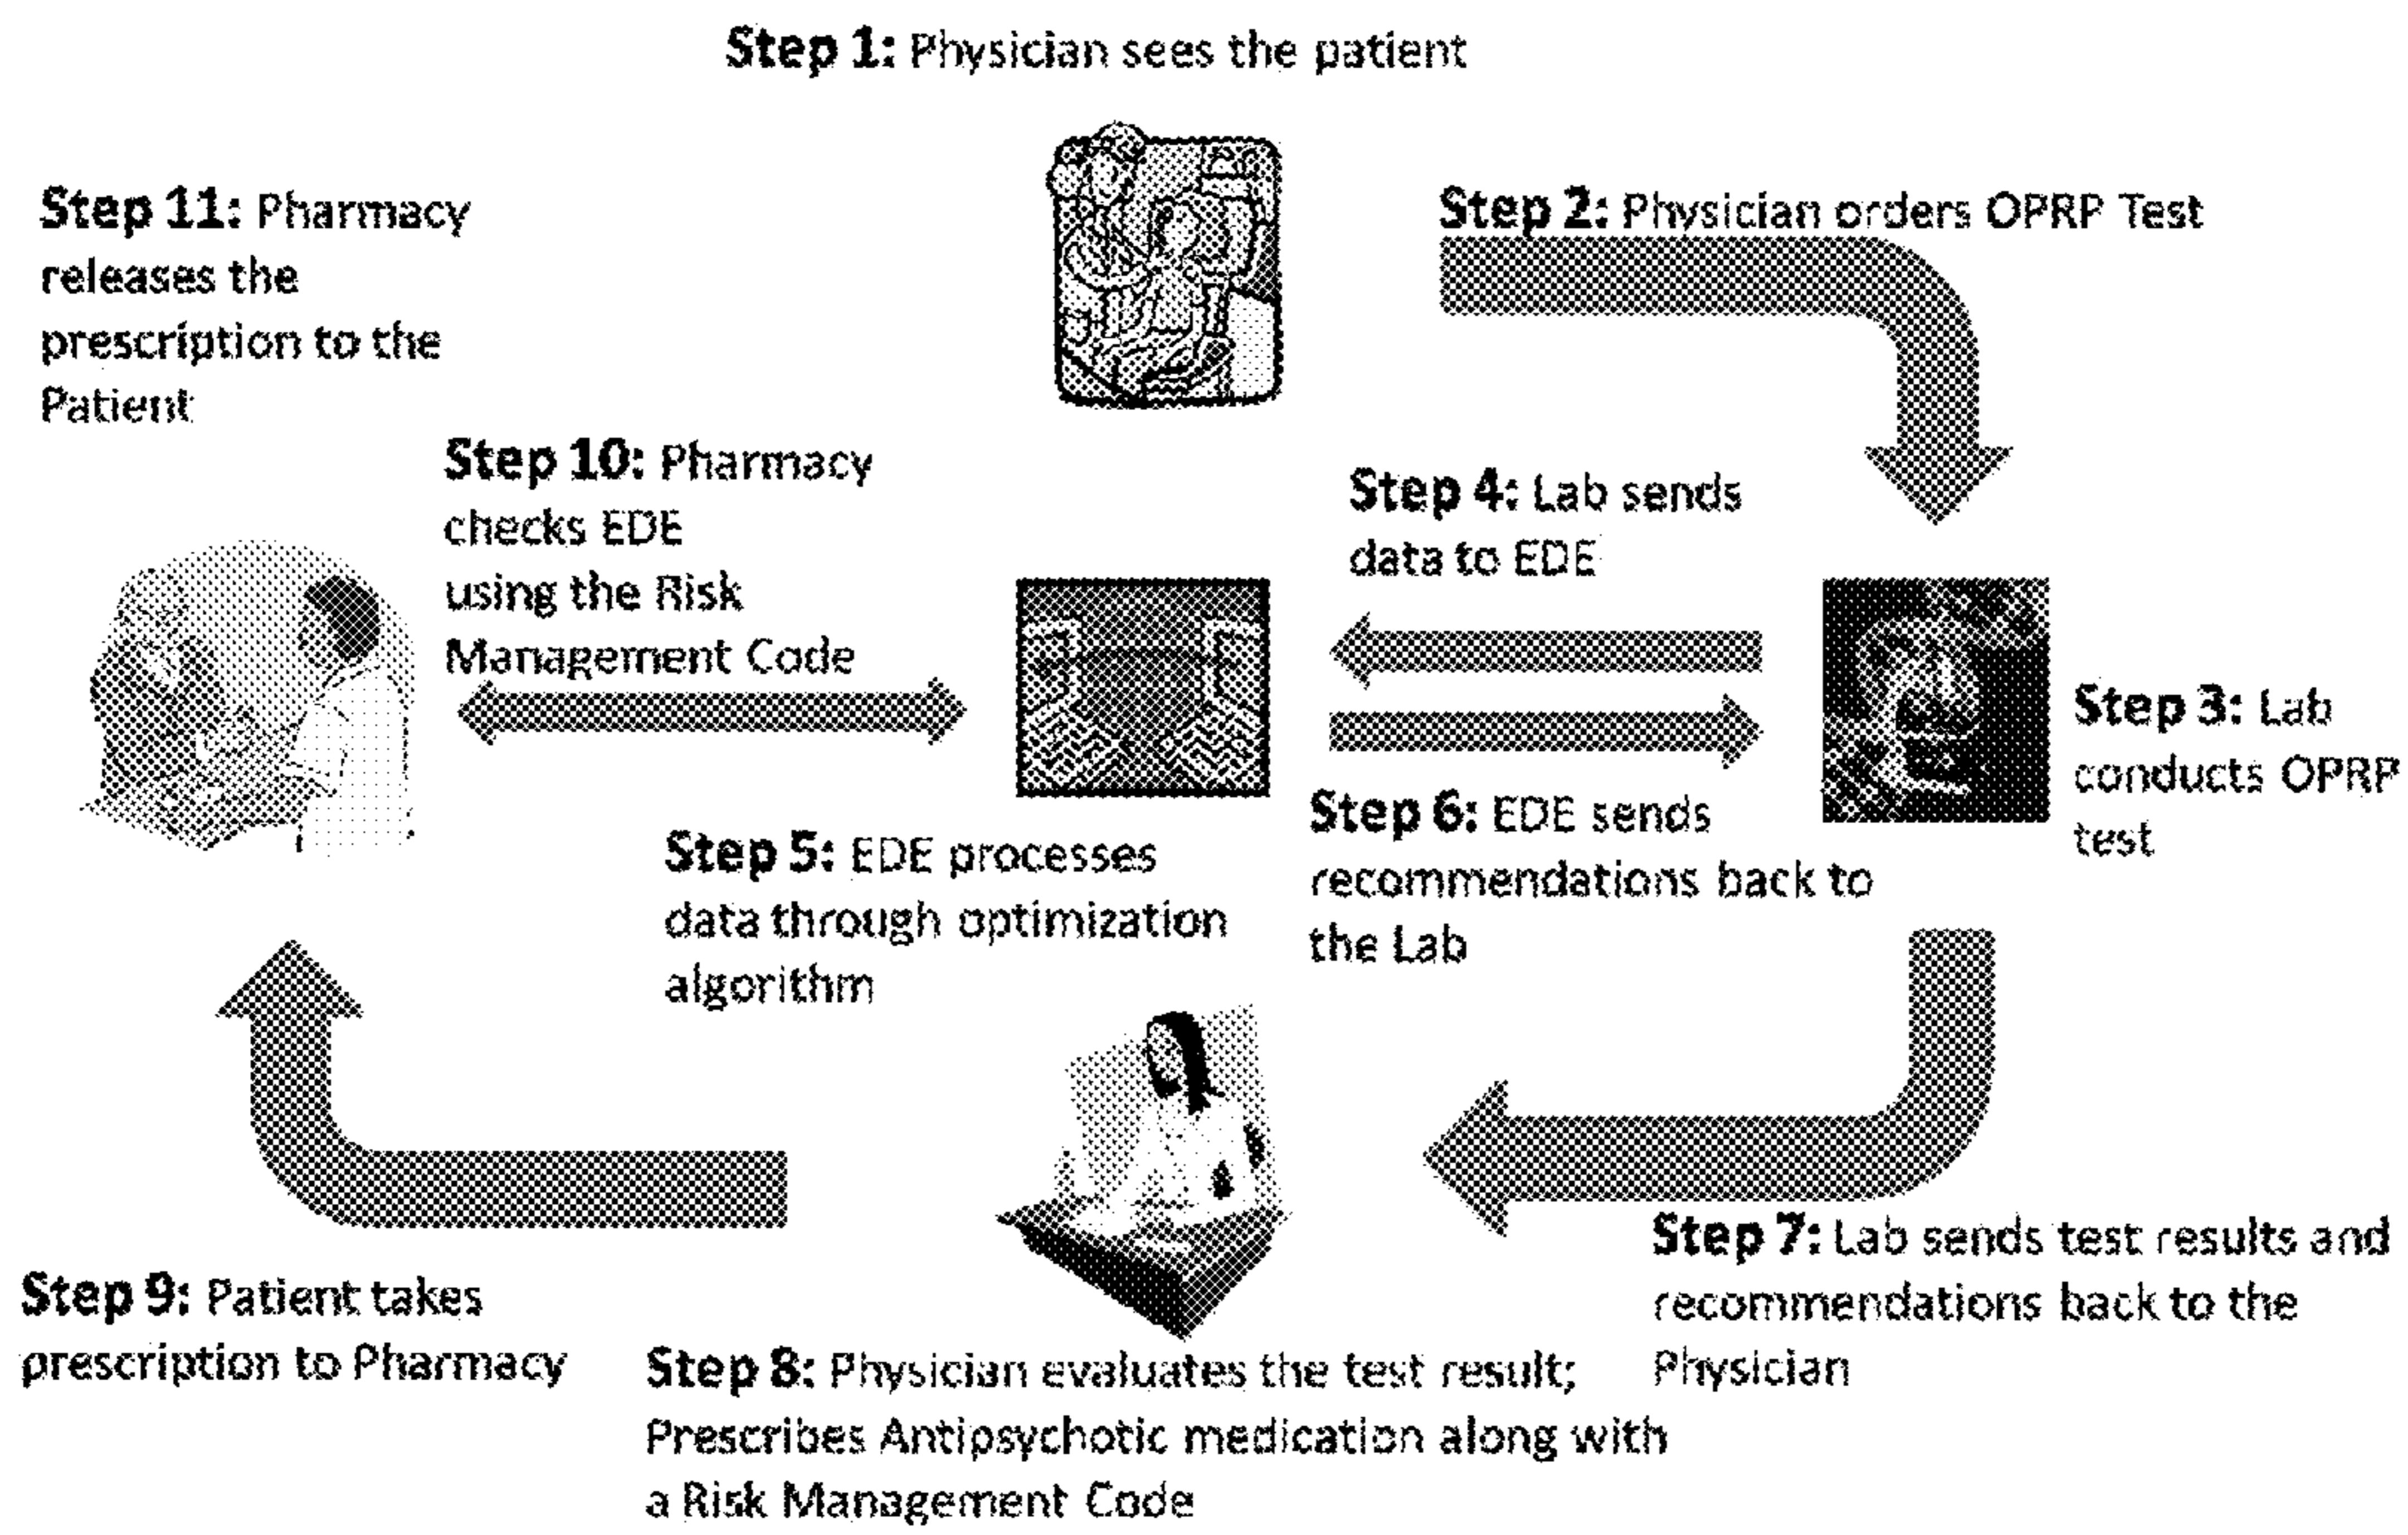 Step 1: Physician sees the patient
Step 2: Physician orders OPRP Test
Step 11: Pharmacy
releases the
prescription to the
Patient
Step 10: Pharmacy
checks EDE
using the Risk
Management Code
Step 4: Lab sends
data to EDE
Step 3: Lab
conducts OPRP
test
Step 5: EDE processes
data through optimization
algorithm
Step 6: EDE sends
recommendations back to
the Lab
Step 7: Lab sends test results and
recommendations back to the
Physician
Step 9: Patient takes
prescription to Pharmacy
Step 8: Physician evaluates the test result;
Prescribes Antipsychotic medication along with
a Risk Management Code